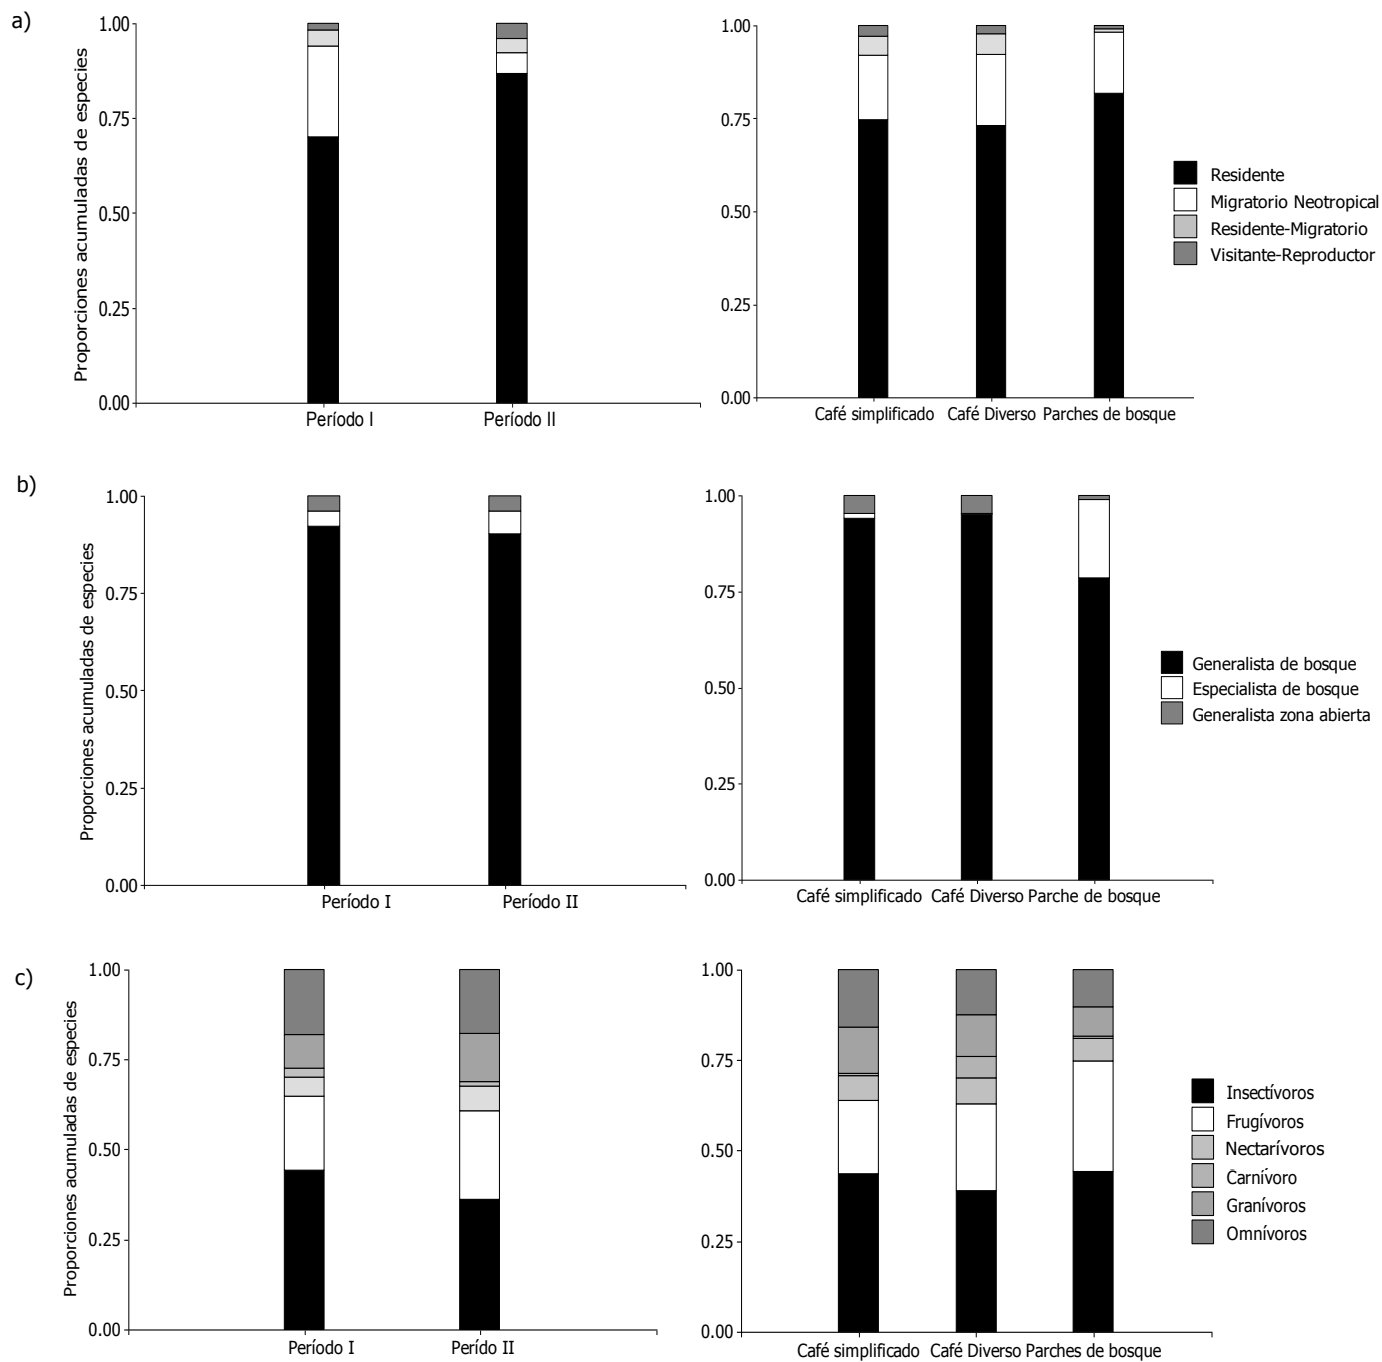 a)
Proporciones acumuladas de especies
1.00
0.75
0.50
0.25
0.00
Período I
Período II
1.00
0.75
0.50
0.25
0.00
Café simplificado
Café Diverso
Parches de bosque
Residente
Migratorio Neotropical
Residente-Migratorio
Visitante-Reproductor
b)
Proporciones acumuladas de especies
1.00
0.75
0.50
0.25
0.00
Período I
Período II
1.00
0.75
0.50
0.25
0.00
Café simplificado
Café Diverso
Parche de bosque
Generalista de bosque
Especialista de bosque
Generalista zona abierta
c)
Proporciones acumuladas de especies
1.00
0.75
0.50
0.25
0.00
Período I
Perído II
1.00
0.75
0.50
0.25
0.00
Café simplificado
Café Diverso
Parches de bosque
Insectívoros
Frugívoros
Nectarívoros
Carnívoro
Granívoros
Omnívoros